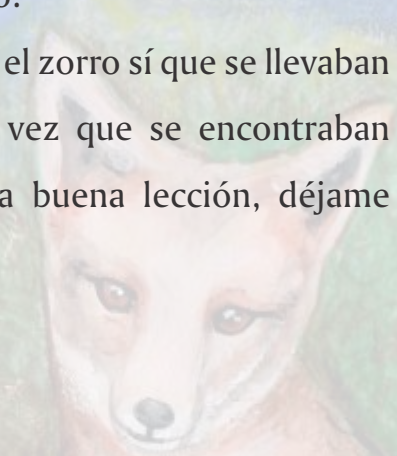 el zorro sí que se llevaban
vez que se encontraban
a buena lección, déjame